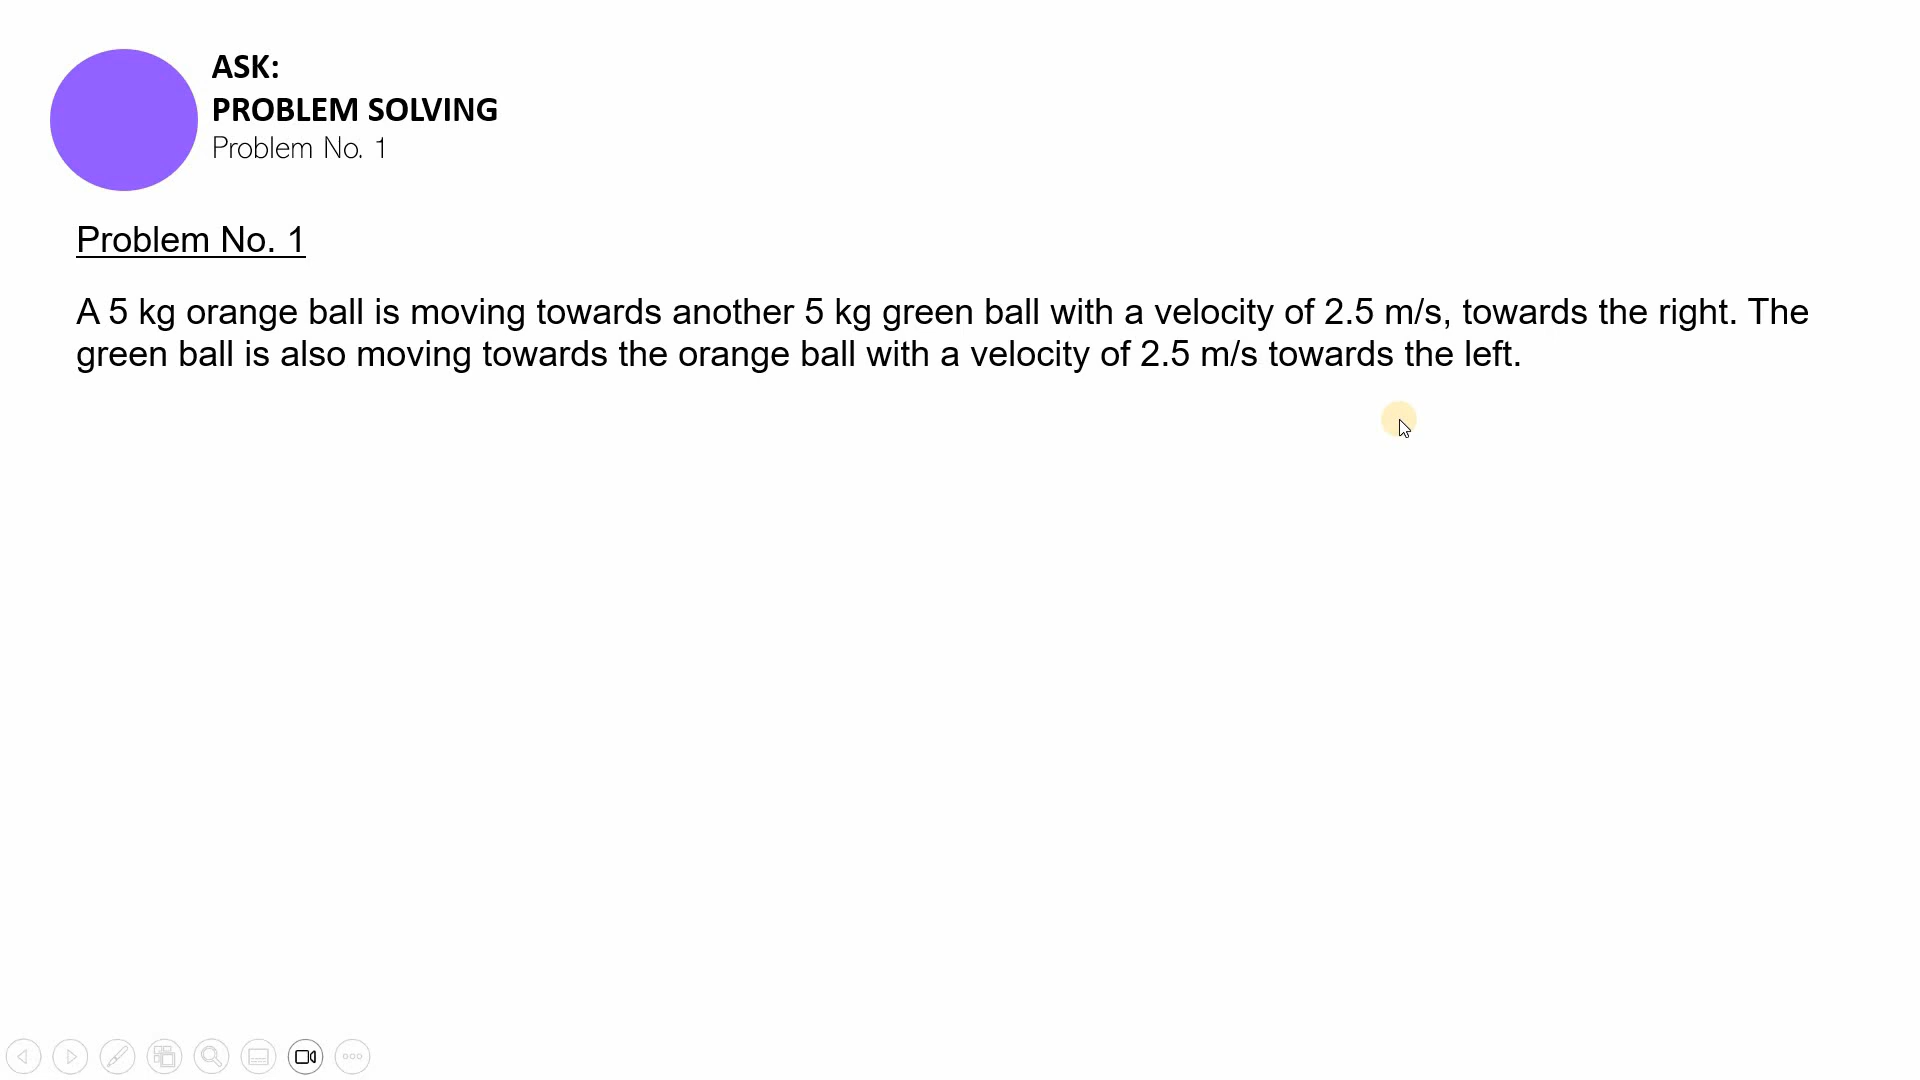 ASK:
PROBLEM SOLVING
Problem No. 1
Problem No. 1
A 5 kg orange ball is moving towards another 5 kg green ball with a velocity of 2.5 m/s, towards the right. The
green ball is also moving towards the orange ball with a velocity of 2.5 m/s towards the left.